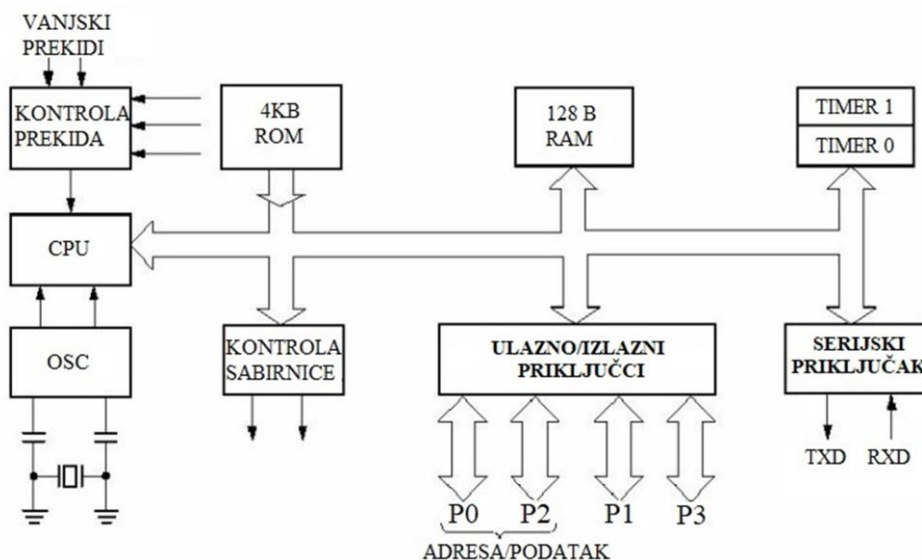 VANJSKI
PREKIDI
KONTROLA
PREKIDA
4KB
ROM
128 B
RAM
TIMER 1
TIMER 0
CPU
OSC
KONTROLA
SABIRNICE
ULAZNO/IZLAZNI
PRIKLJUČCI
SERIJSKI
PRIKLJUČAK
TXD RXD
P0 P2 P1 P3
ADRESA/PODATAK